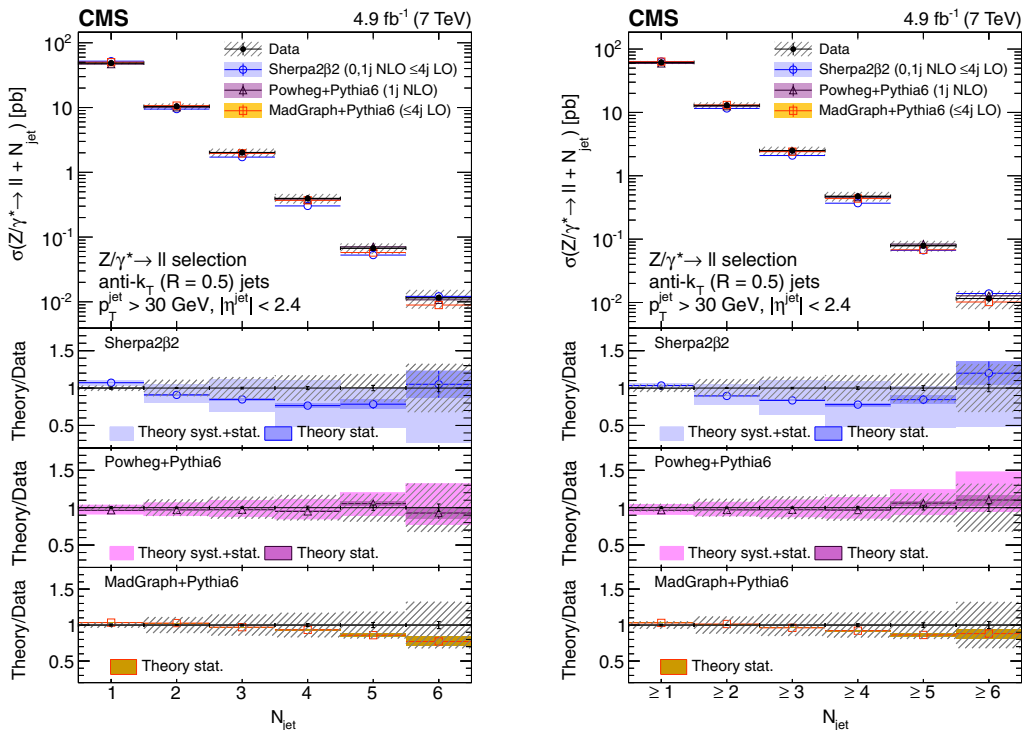 CMS 4.9 fb⁻¹ (7 TeV)
σ(Z/γ*→ ll + N_jet) [pb]
10²
10
1
10⁻¹
10⁻²
Data
Sherpa2β2 (0,1j NLO ≤4j LO)
Powheg+Pythia6 (1j NLO)
MadGraph+Pythia6 (≤4j LO)
Z/γ*→ ll selection
anti-k_T (R = 0.5) jets
p_T^jet > 30 GeV, |η^jet| < 2.4
Theory/Data
1.5
1
0.5
Sherpa2β2
Theory syst.+stat. Theory stat.
Theory/Data
1.5
1
0.5
Powheg+Pythia6
Theory syst.+stat. Theory stat.
Theory/Data
1.5
1
0.5
MadGraph+Pythia6
Theory stat.
1 2 3 4 5 6
N_jet
CMS 4.9 fb⁻¹ (7 TeV)
σ(Z/γ*→ ll + N_jet) [pb]
10²
10
1
10⁻¹
10⁻²
Data
Sherpa2β2 (0,1j NLO ≤4j LO)
Powheg+Pythia6 (1j NLO)
MadGraph+Pythia6 (≤4j LO)
Z/γ*→ ll selection
anti-k_T (R = 0.5) jets
p_T^jet > 30 GeV, |η^jet| < 2.4
Theory/Data
1.5
1
0.5
Sherpa2β2
Theory syst.+stat. Theory stat.
Theory/Data
1.5
1
0.5
Powheg+Pythia6
Theory syst.+stat. Theory stat.
Theory/Data
1.5
1
0.5
MadGraph+Pythia6
Theory stat.
≥ 1 ≥ 2 ≥ 3 ≥ 4 ≥ 5 ≥ 6
N_jet